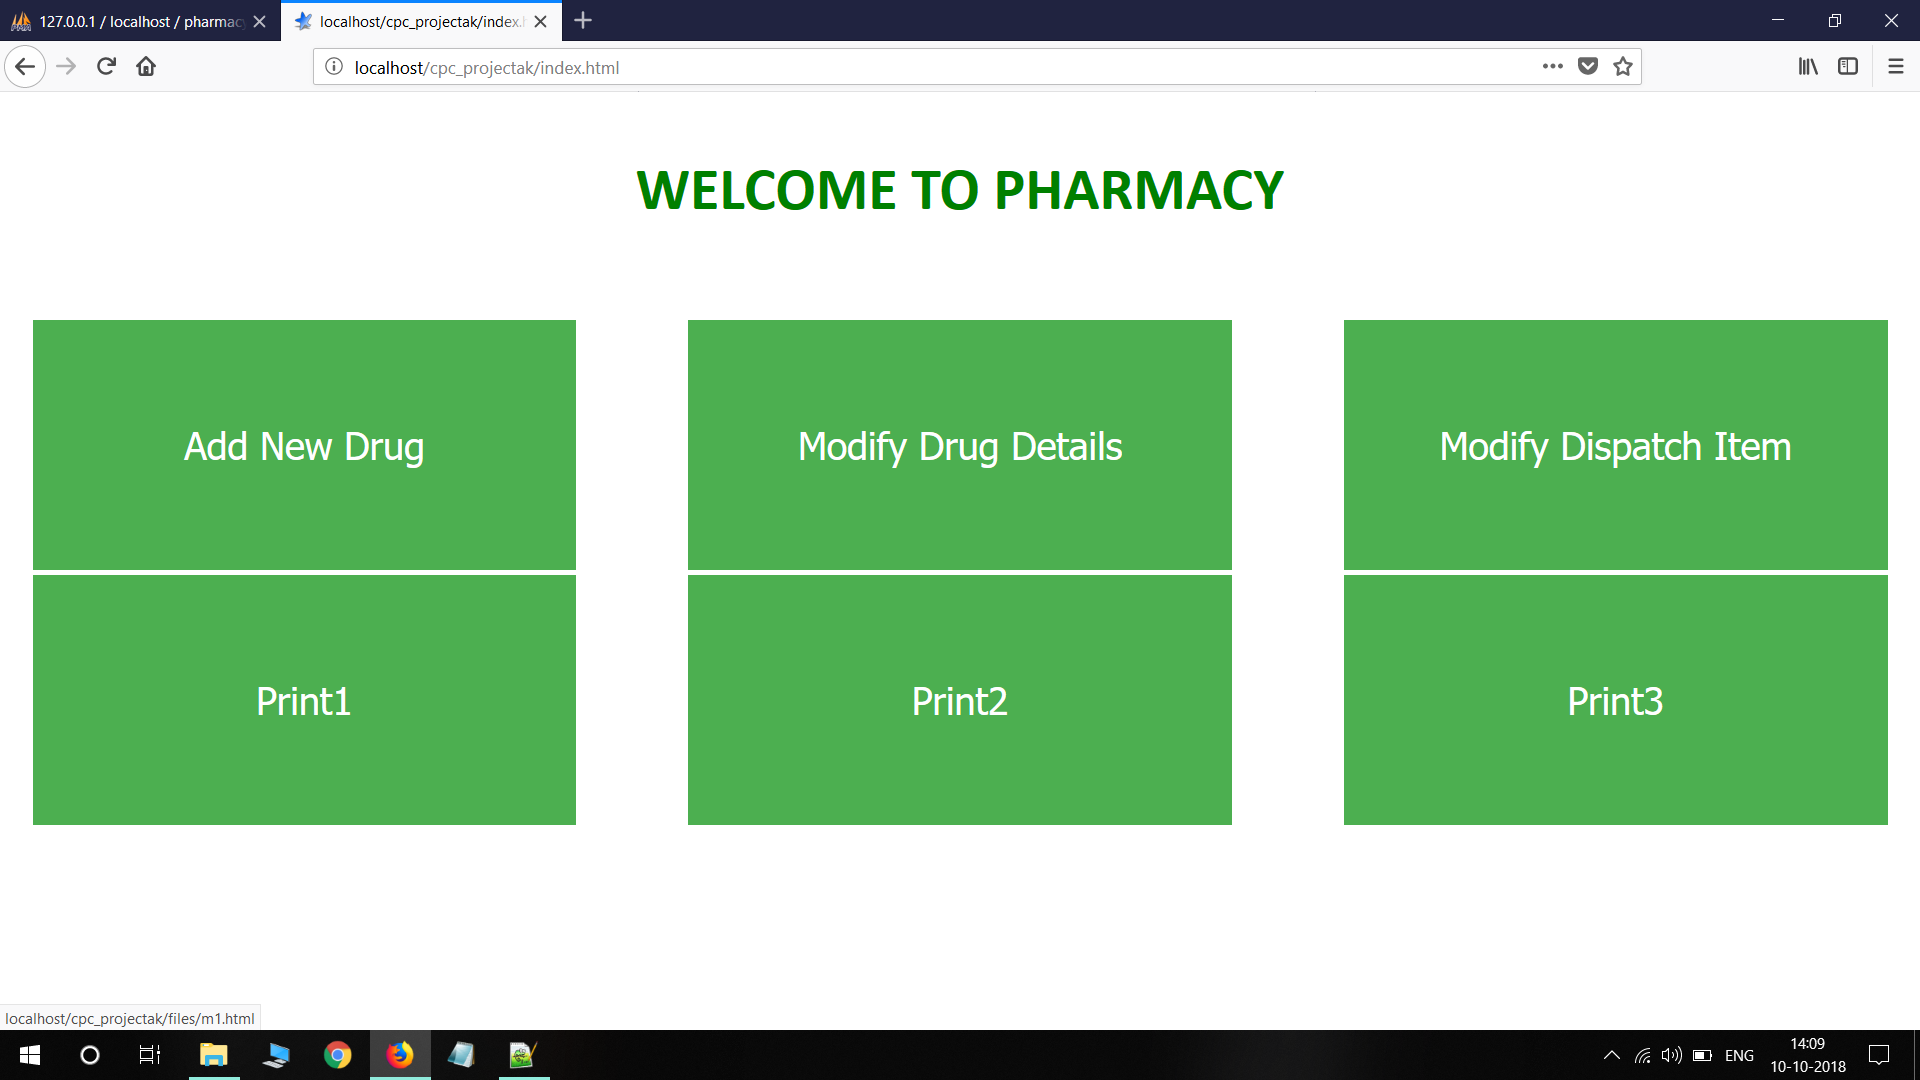 127.0.0.1 / localhost / pharmacy
localhost/cpc_projectak/index.h
localhost/cpc_projectak/index.html
WELCOME TO PHARMACY
Add New Drug
Modify Drug Details
Modify Dispatch Item
Print1
Print2
Print3
localhost/cpc_projectak/files/m1.html
ENG
14:09
10-10-2018